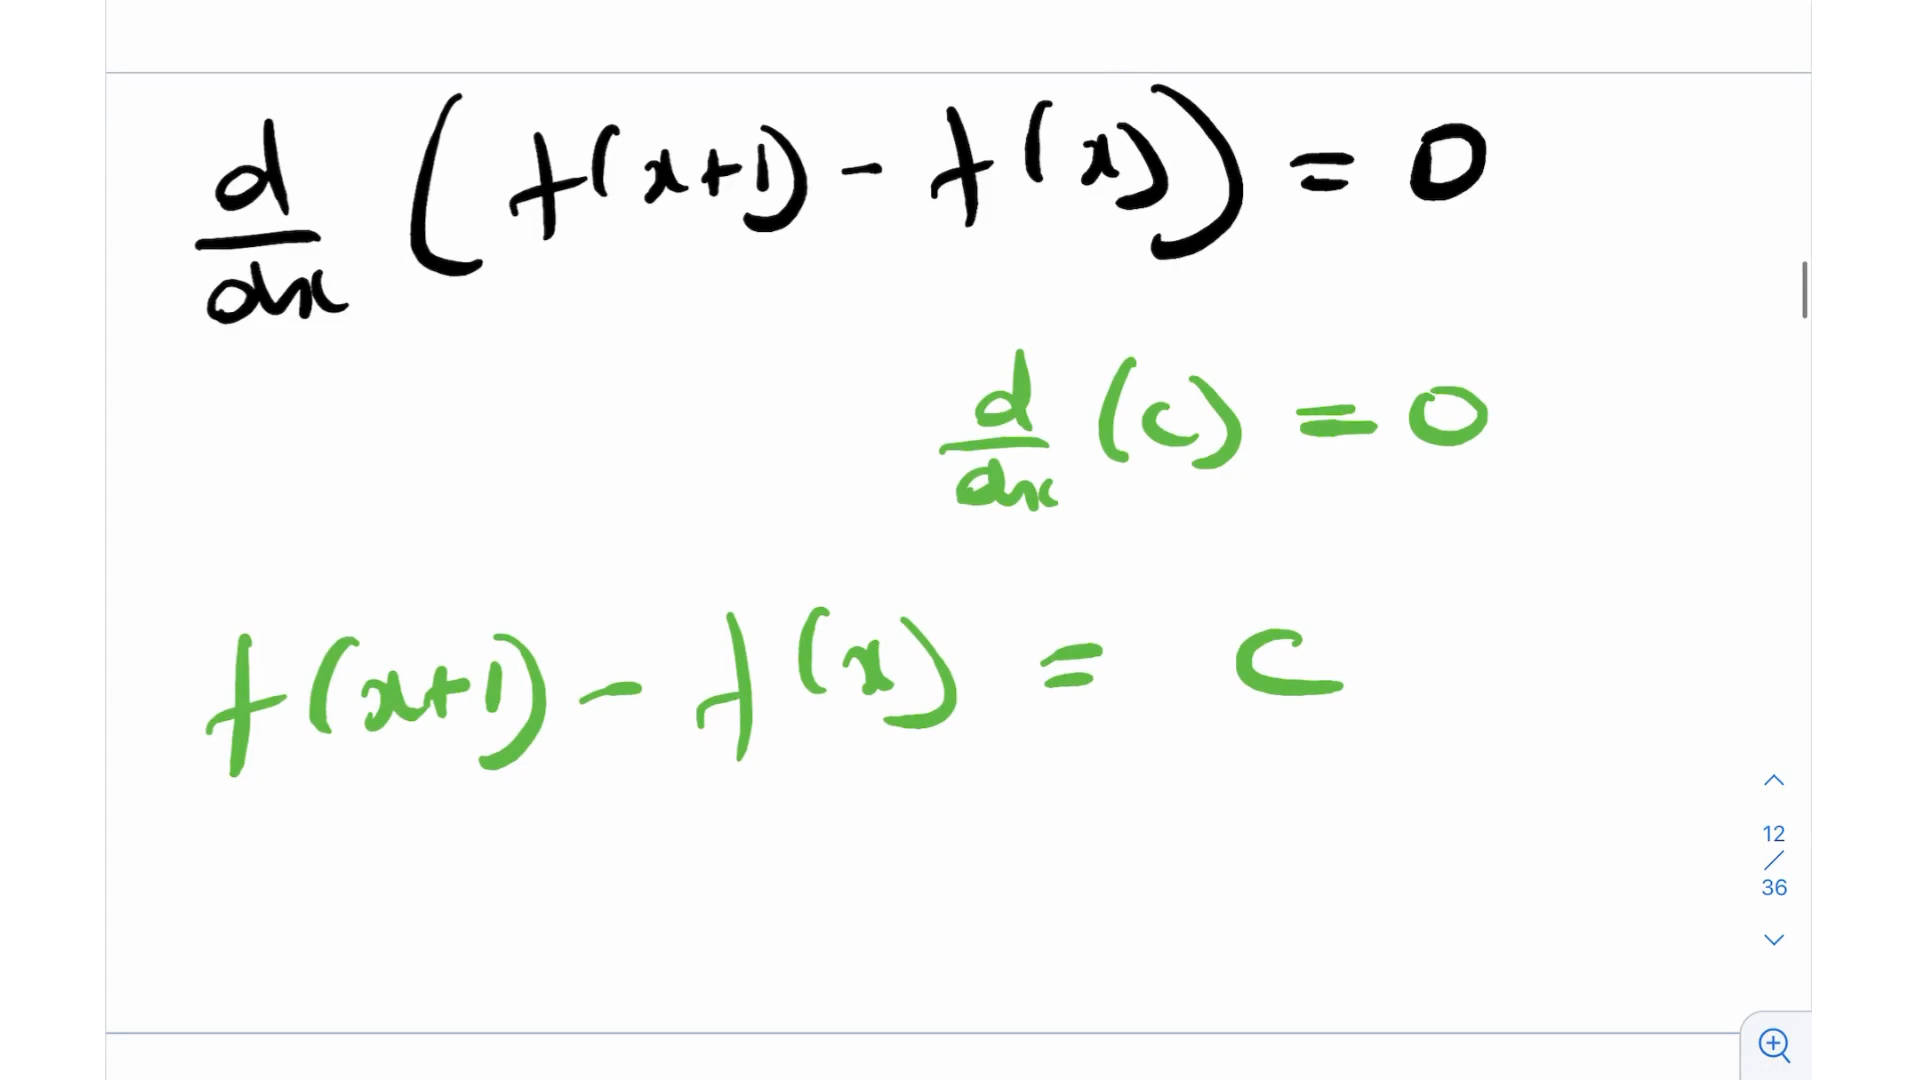 d/dx (f(x+1) - f(x)) = 0
d/dx (c) = 0
f(x+1) - f(x) = c
12
/
36